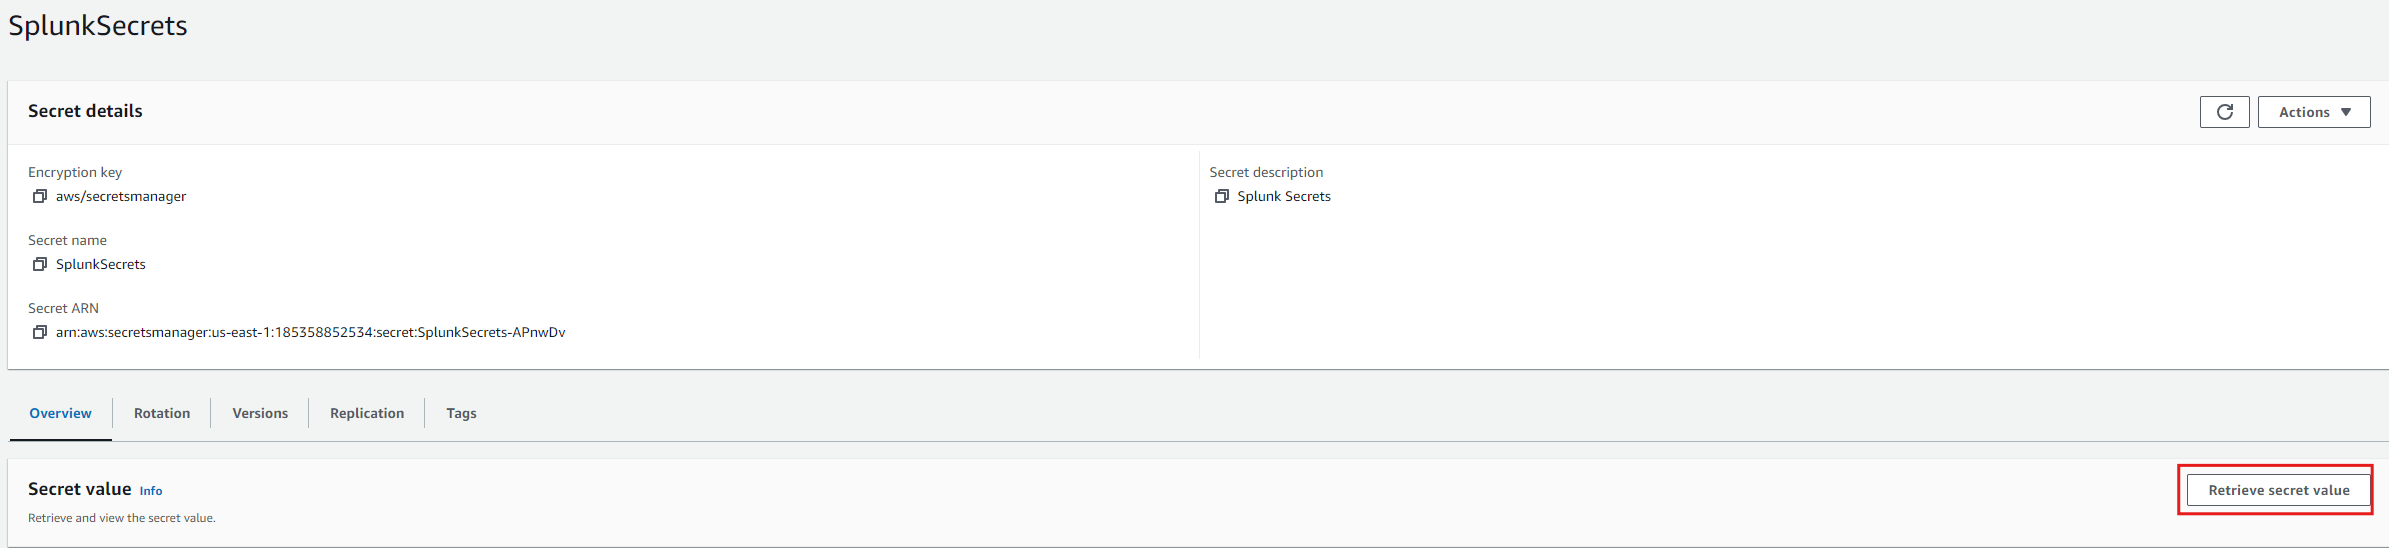 SplunkSecrets
Secret details
Actions
Encryption key
aws/secretsmanager
Secret description
Splunk Secrets
Secret name
SplunkSecrets
Secret ARN
arn:aws:secretsmanager:us-east-1:185358852534:secret:SplunkSecrets-APnwDv
Overview Rotation Versions Replication Tags
Secret value Info
Retrieve secret value
Retrieve and view the secret value.